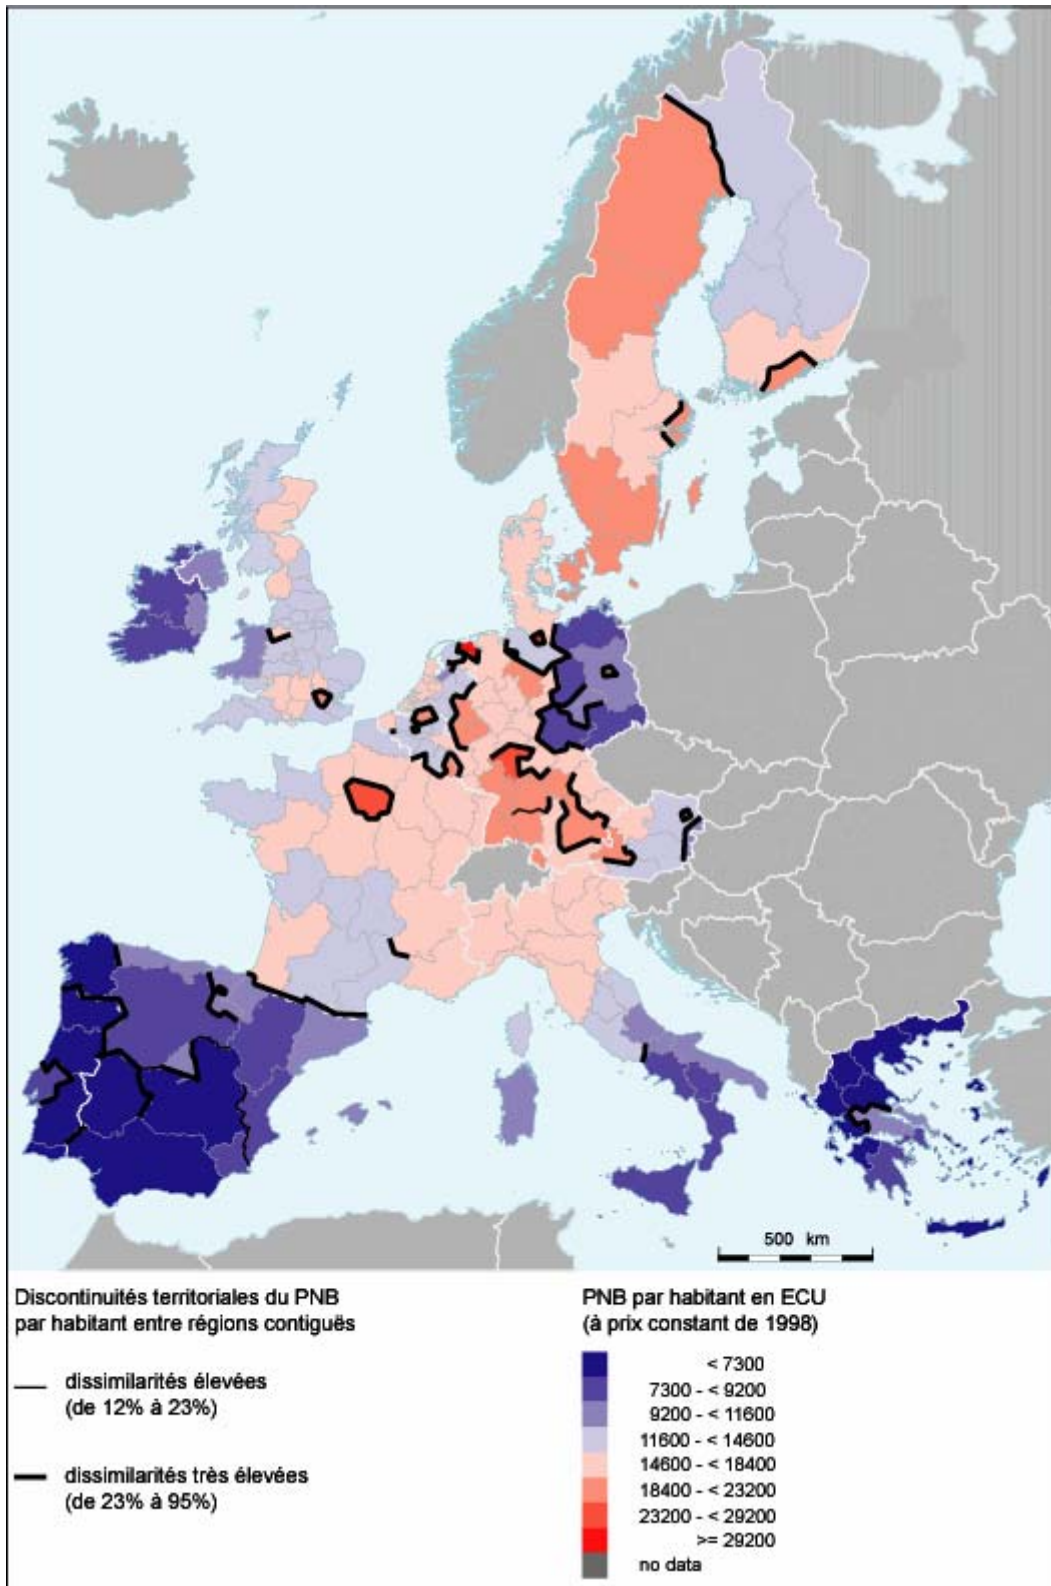 500 km
Discontinuités territoriales du PNB
par habitant entre régions contiguës
dissimilarités élevées
(de 12% à 23%)
dissimilarités très élevées
(de 23% à 95%)
PNB par habitant en ECU
(à prix constant de 1998)
< 7300
7300 - < 9200
9200 - < 11600
11600 - < 14600
14600 - < 18400
18400 - < 23200
23200 - < 29200
>= 29200
no data